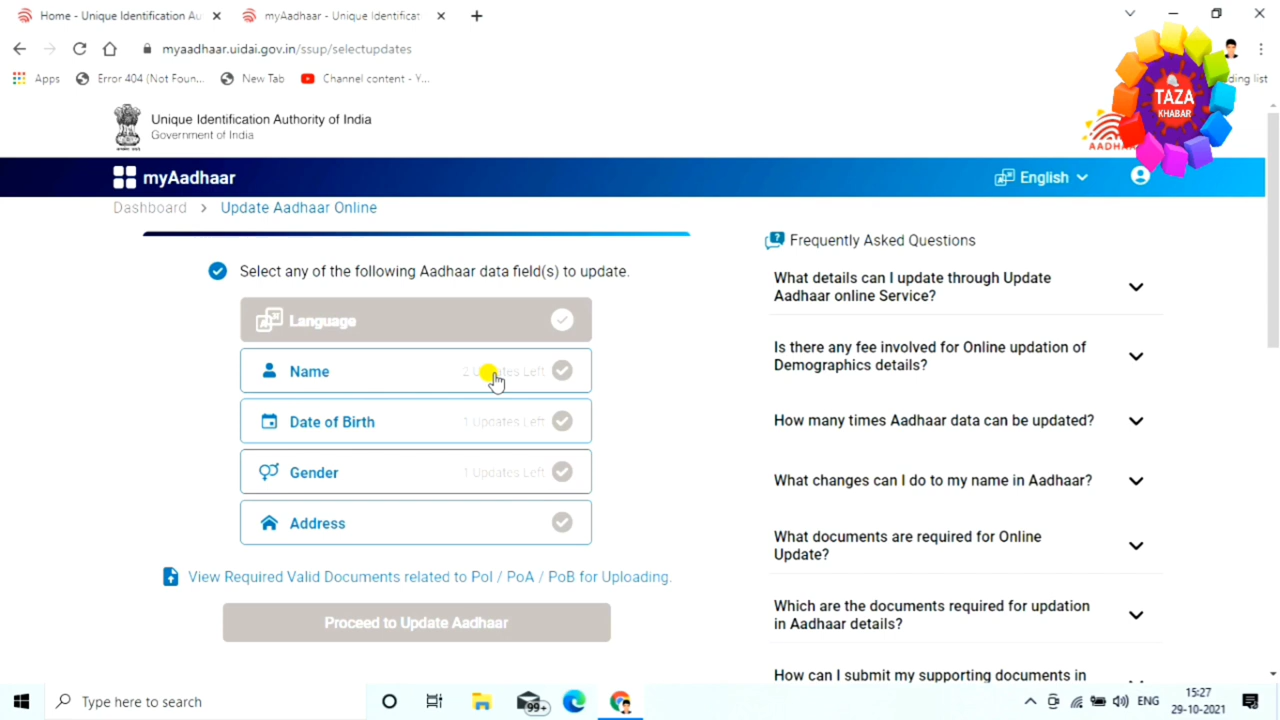 Home - Unique Identification Au
myAadhaar - Unique Identificat
myaadhaar.uidai.gov.in/ssup/selectupdates
Apps
Error 404 (Not Foun...
New Tab
Channel content - Y...
ding list
TAZA
KHABAR
Unique Identification Authority of India
Government of India
AADHA
myAadhaar
English
Dashboard > Update Aadhaar Online
Select any of the following Aadhaar data field(s) to update.
Language
Name
2 Updates Left
Date of Birth
1 Updates Left
Gender
1 Updates Left
Address
View Required Valid Documents related to PoI / PoA / PoB for Uploading.
Proceed to Update Aadhaar
Frequently Asked Questions
What details can I update through Update
Aadhaar online Service?
Is there any fee involved for Online updation of
Demographics details?
How many times Aadhaar data can be updated?
What changes can I do to my name in Aadhaar?
What documents are required for Online
Update?
Which are the documents required for updation
in Aadhaar details?
How can I submit my supporting documents in
Type here to search
99+
ENG
15:27
29-10-2021